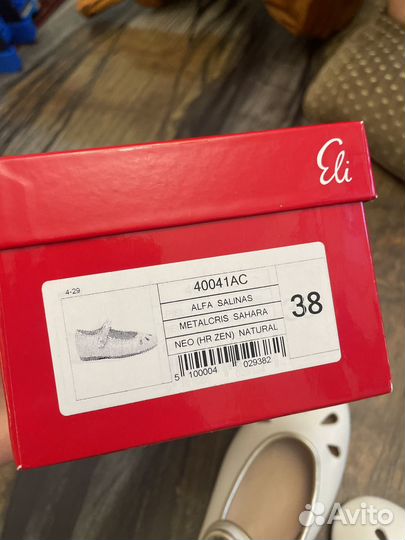 Eli
4-29
40041AC
ALFA SALINAS
METALCRIS SAHARA
NEO (HR ZEN) NATURAL
38
5 100004 029382
Avito